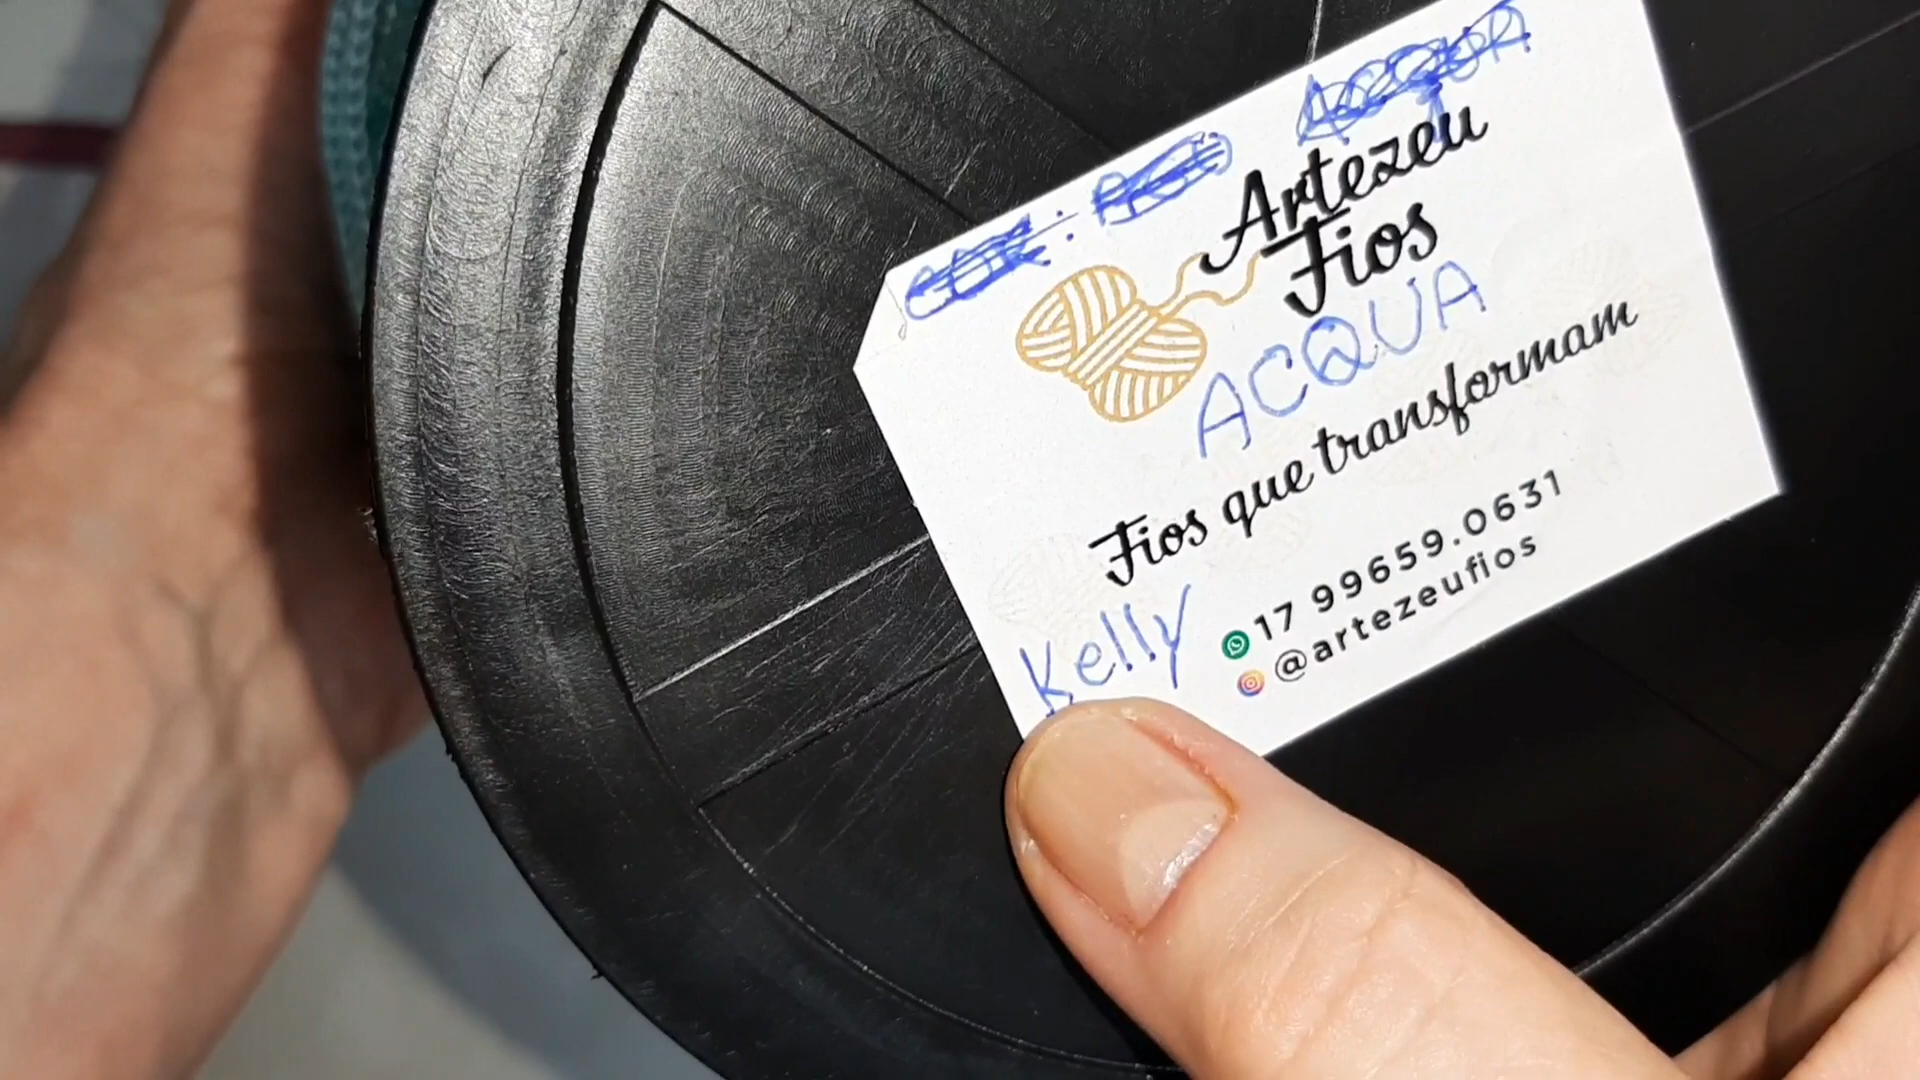 Artezeu
Fios
ACQUA
Fios que transformam
Kelly
17 99659.0631
@artezeufios